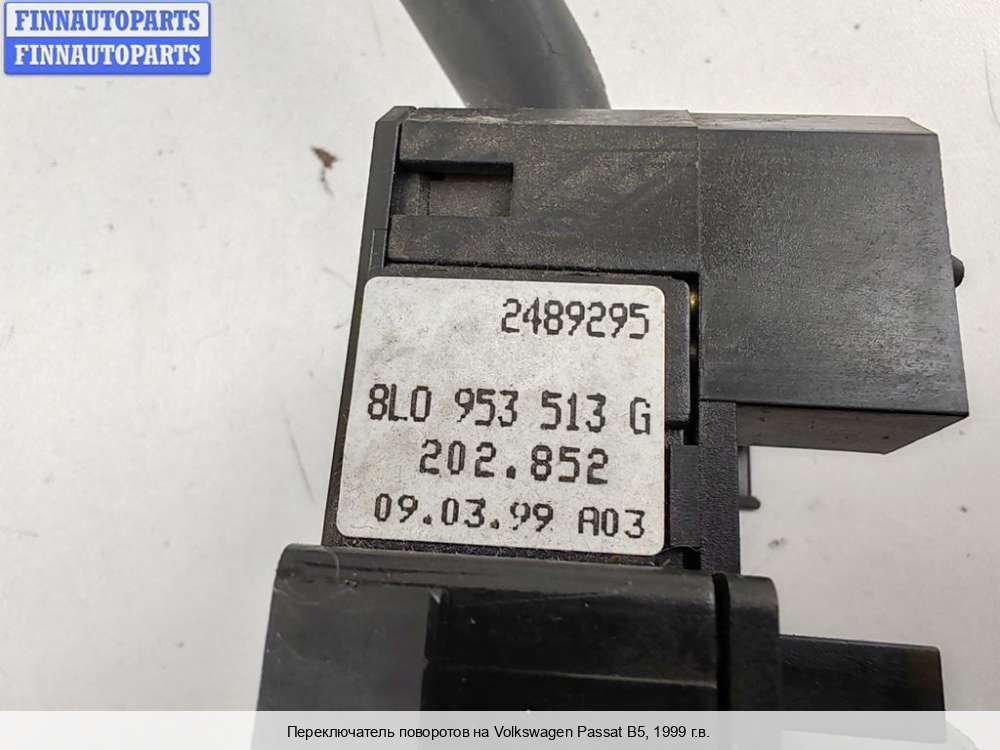 FINNAUTOPARTS
FINNAUTOPARTS
2489295
8L0 953 513 G
202.852
09.03.99 A03
Переключатель поворотов на Volkswagen Passat B5, 1999 г.в.